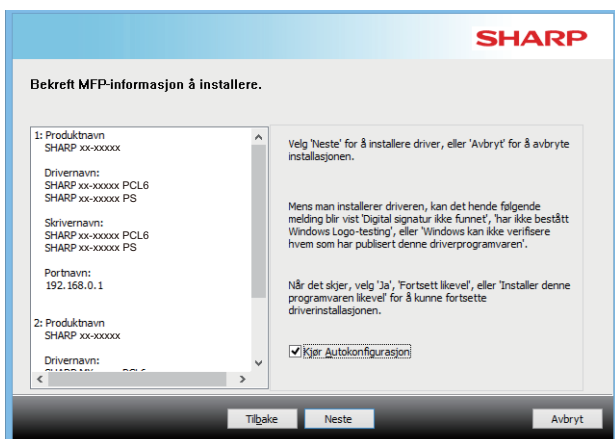 SHARP
Bekreft MFP-informasjon å installere.
1: Produktnavn
SHARP xx-xxxxx
Drivernavn:
SHARP xx-xxxxx PCL6
SHARP xx-xxxxx PS
Skrivernavn:
SHARP xx-xxxxx PCL6
SHARP xx-xxxxx PS
Portnavn:
192.168.0.1
2: Produktnavn
SHARP xx-xxxxx
Drivernavn:
Velg 'Neste' for å installere driver, eller 'Avbryt' for å avbryte
installasjonen.
Mens man installerer driveren, kan det hende følgende
melding blir vist 'Digital signatur ikke funnet', 'har ikke bestått
Windows Logo-testing', eller 'Windows kan ikke verifisere
hvem som har publisert denne driverprogramvaren'.
Når det skjer, velg 'Ja', 'Fortsett likevel', eller 'Installer denne
programvaren likevel' for å kunne fortsette
driverinstallasjonen.
Kjør Autokonfigurasjon
Tilbake
Neste
Avbryt